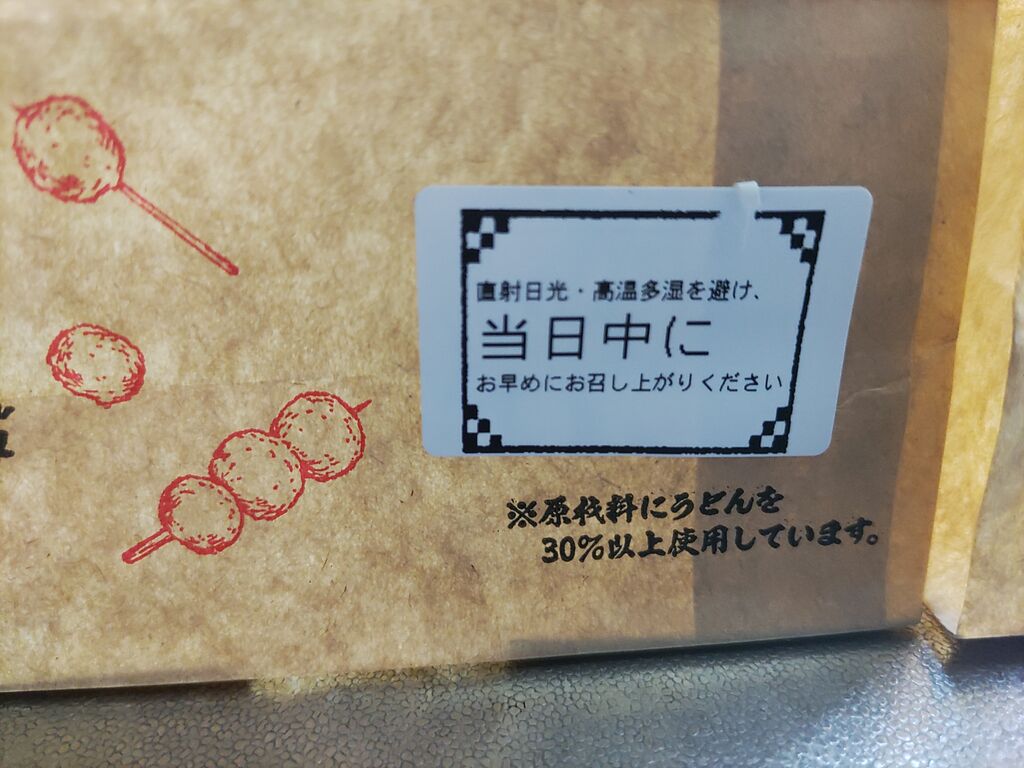 直射日光・高温多湿を避け、
当日中に
お早めにお召し上がりください
※原材料にうどんを
30%以上使用しています。